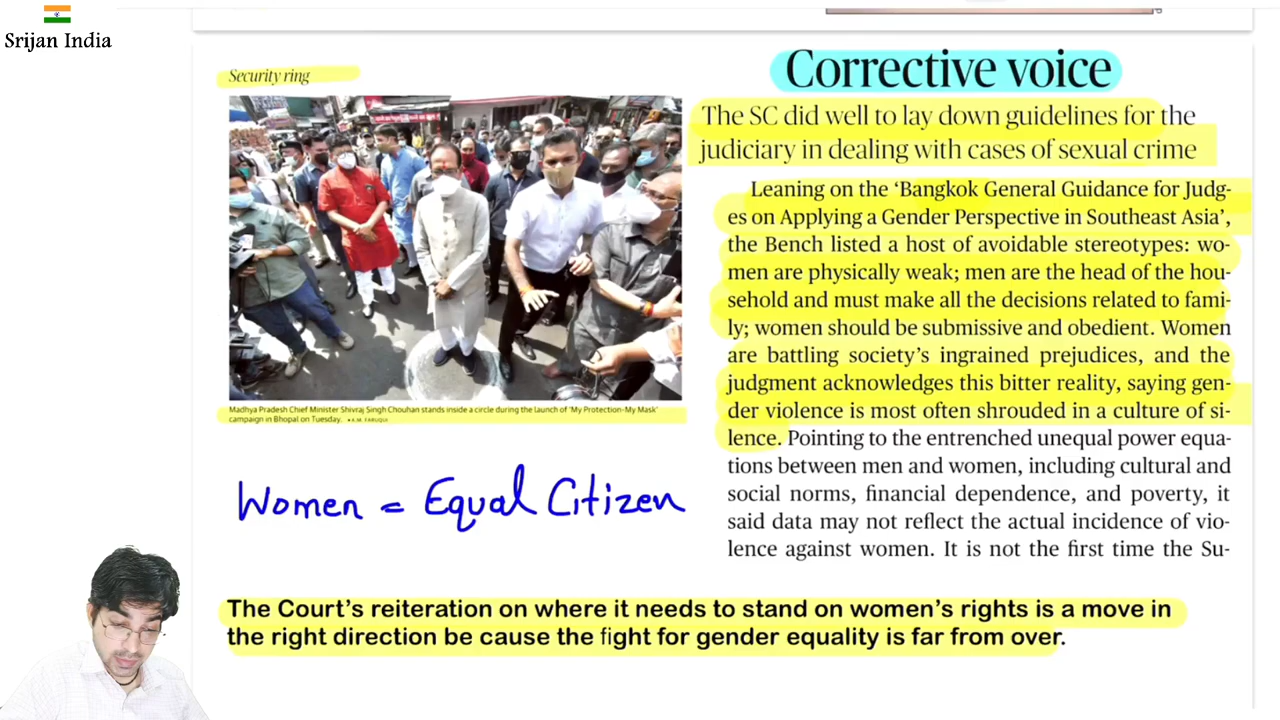 Srijan India
Security ring
Madhya Pradesh Chief Minister Shivraj Singh Chouhan stands inside a circle during the launch of 'My Protection-My Mask'
campaign in Bhopal on Tuesday. • A.M. FARUQUI
Women = Equal Citizen
Corrective voice
The SC did well to lay down guidelines for the
judiciary in dealing with cases of sexual crime
Leaning on the 'Bangkok General Guidance for Judg-
es on Applying a Gender Perspective in Southeast Asia',
the Bench listed a host of avoidable stereotypes: wo-
men are physically weak; men are the head of the hou-
sehold and must make all the decisions related to fami-
ly; women should be submissive and obedient. Women
are battling society's ingrained prejudices, and the
judgment acknowledges this bitter reality, saying gen-
der violence is most often shrouded in a culture of si-
lence. Pointing to the entrenched unequal power equa-
tions between men and women, including cultural and
social norms, financial dependence, and poverty, it
said data may not reflect the actual incidence of vio-
lence against women. It is not the first time the Su-
The Court's reiteration on where it needs to stand on women's rights is a move in
the right direction be cause the fight for gender equality is far from over.